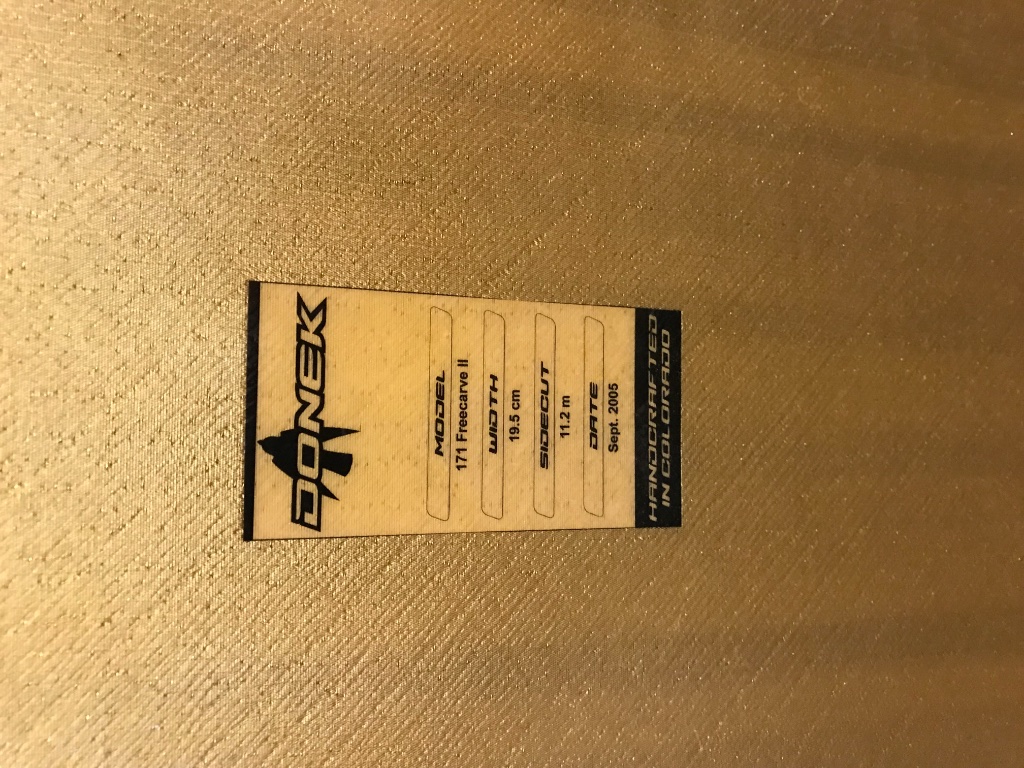 DONEK
MODEL
171 Freecarve II
WIDTH
19.5 cm
SIDECUT
11.2 m
DATE
Sept. 2005
HANDCRAFTED
IN COLORADO